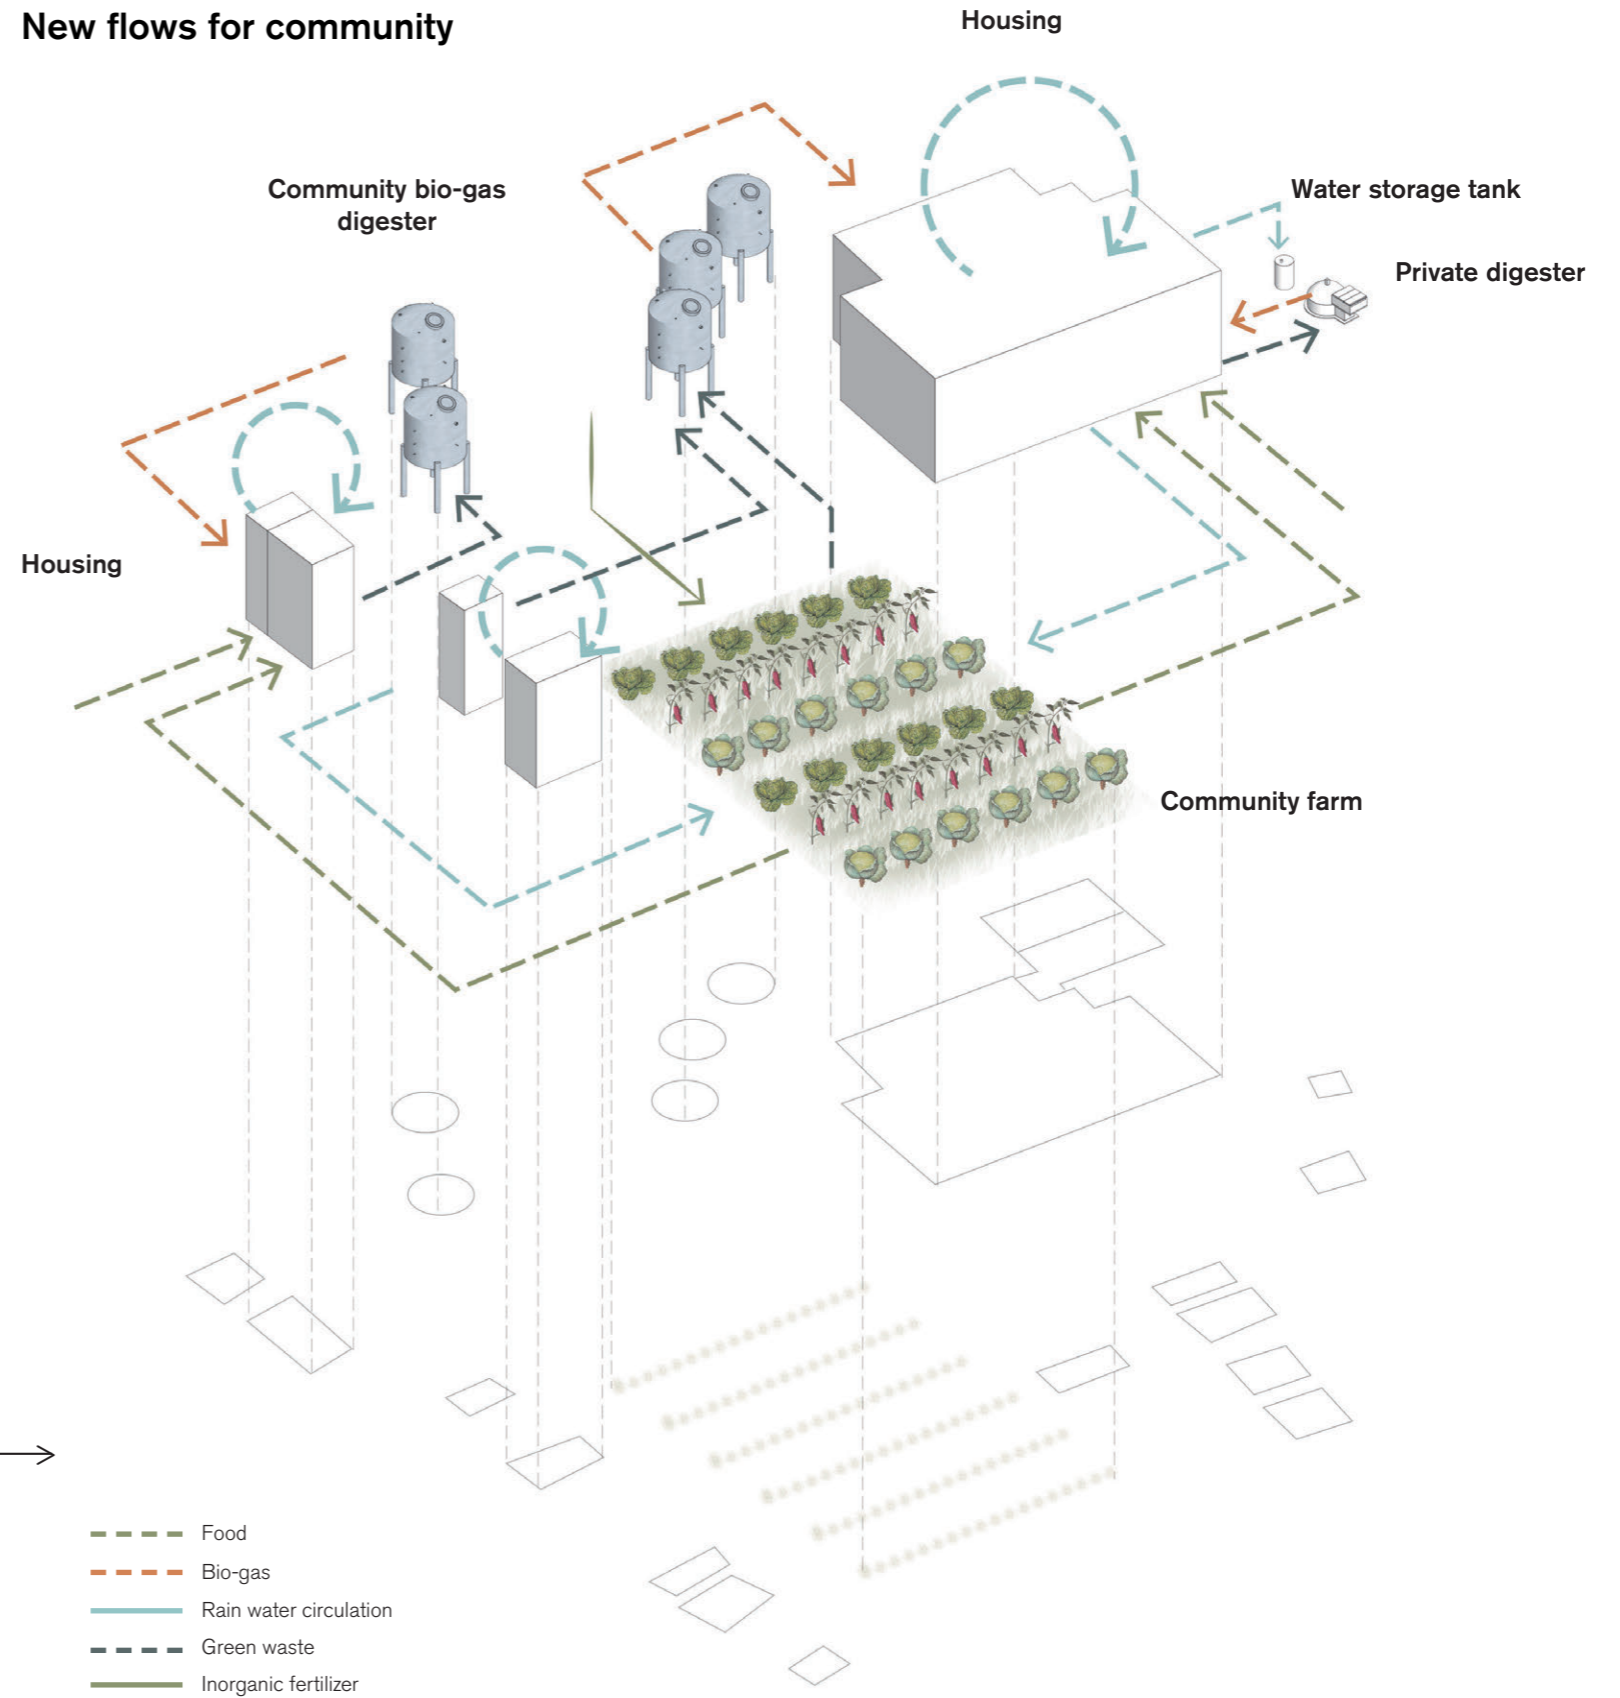 New flows for community
Housing
Community bio-gas
digester
Water storage tank
Private digester
Housing
Community farm
Food
Bio-gas
Rain water circulation
Green waste
Inorganic fertilizer